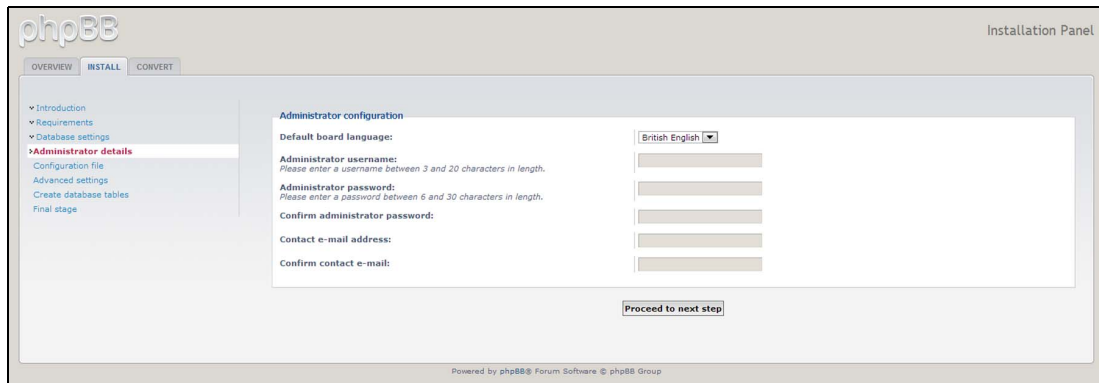 phpBB
Installation Panel
OVERVIEW INSTALL CONVERT
Introduction
Requirements
Database settings
Administrator details
Configuration file
Advanced settings
Create database tables
Final stage
Administrator configuration
Default board language: British English
Administrator username:
Please enter a username between 3 and 20 characters in length.
Administrator password:
Please enter a password between 6 and 30 characters in length.
Confirm administrator password:
Contact e-mail address:
Confirm contact e-mail:
Proceed to next step
Powered by phpBB® Forum Software © phpBB Group